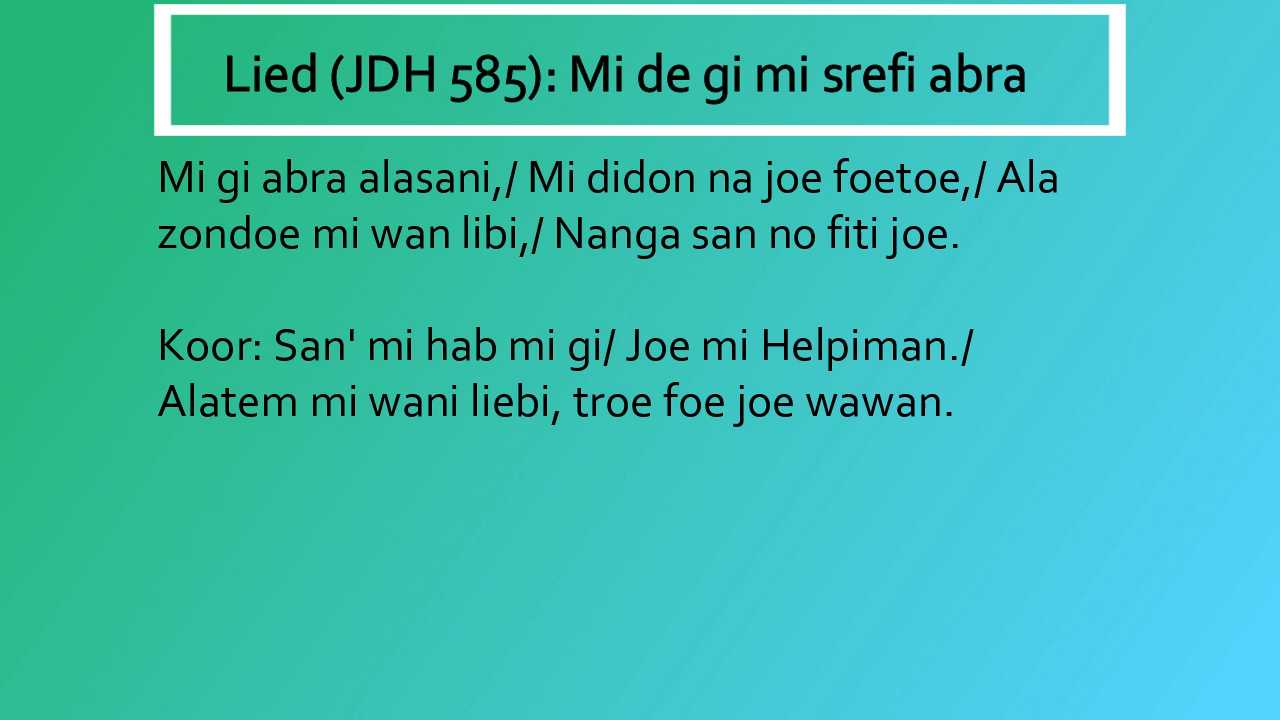 Lied (JDH 585): Mi de gi mi srefi abra
Mi gi abra alasani,/ Mi didon na joe foetoe,/ Ala
zondoe mi wan libi,/ Nanga san no fiti joe.
Koor: San' mi hab mi gi/ Joe mi Helpiman./
Alatem mi wani liebi, troe foe joe wawan.